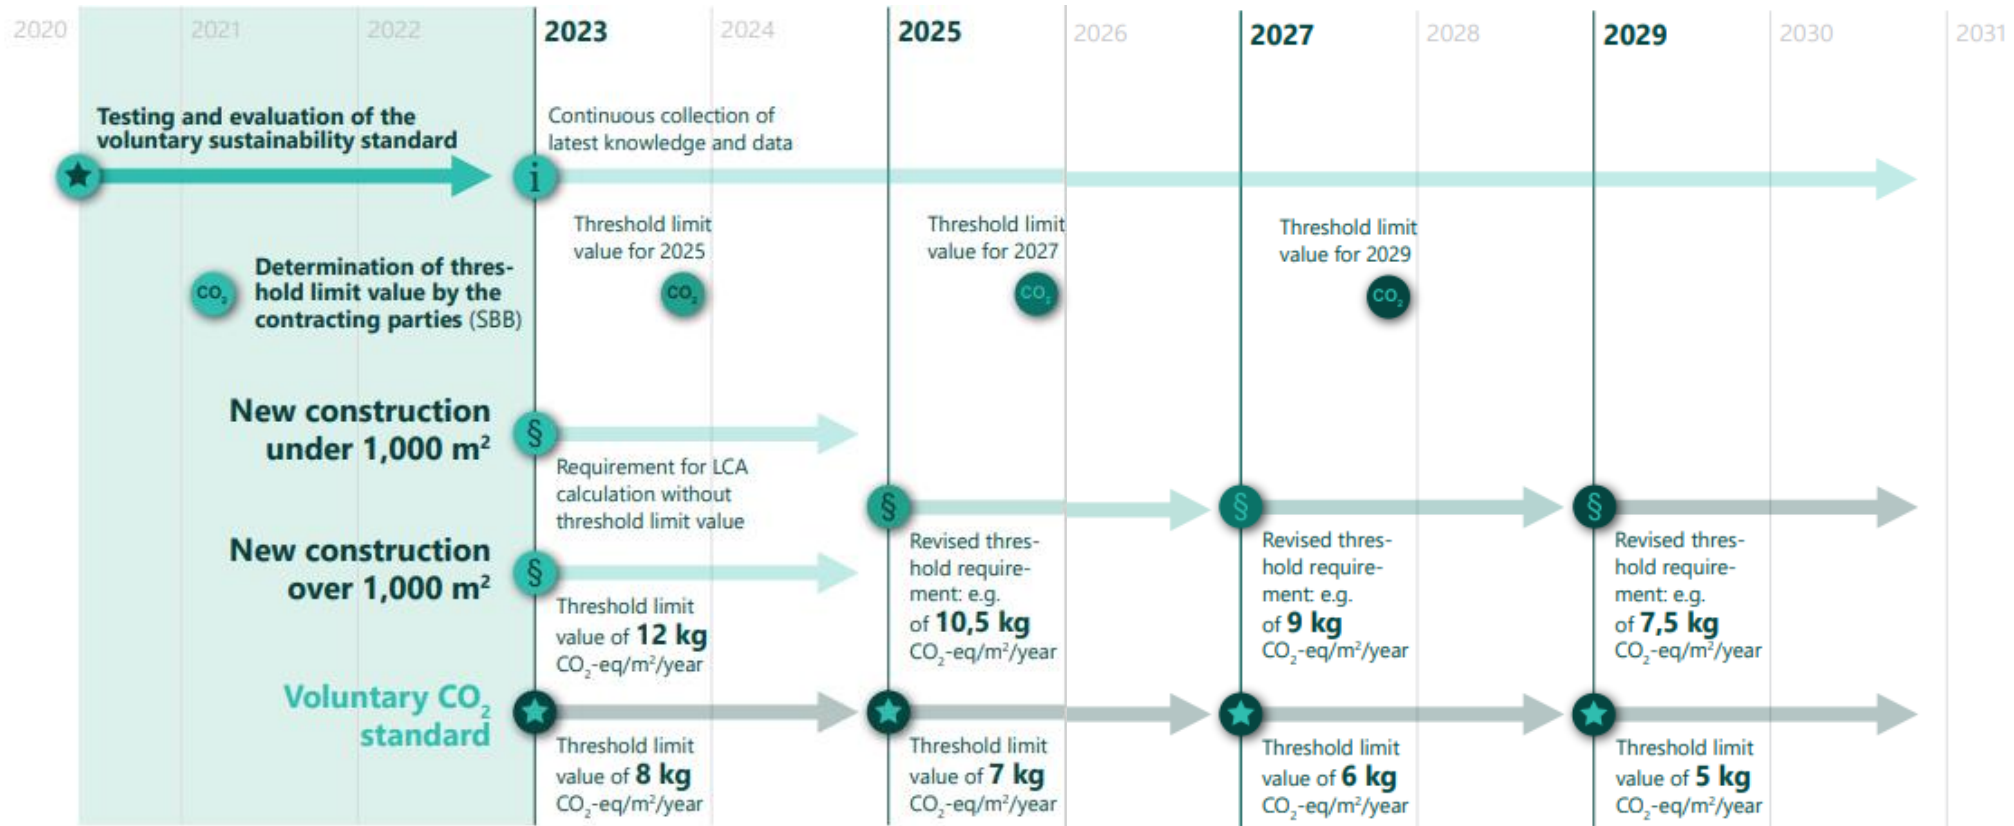 2020
2021
2022
2023
2024
2025
2026
2027
2028
2029
2030
2031
Testing and evaluation of the
voluntary sustainability standard
Continuous collection of
latest knowledge and data
i
Determination of thres-
hold limit value by the
contracting parties (SBB)
CO₂
Threshold limit
value for 2025
CO₂
Threshold limit
value for 2027
CO₂
Threshold limit
value for 2029
CO₂
New construction
under 1,000 m²
§
Requirement for LCA
calculation without
threshold limit value
New construction
over 1,000 m²
§
Threshold limit
value of 12 kg
CO₂-eq/m²/year
§
Revised thres-
hold require-
ment: e.g.
of 10,5 kg
CO₂-eq/m²/year
§
Revised thres-
hold require-
ment: e.g.
of 9 kg
CO₂-eq/m²/year
§
Revised thres-
hold require-
ment: e.g.
of 7,5 kg
CO₂-eq/m²/year
Voluntary CO₂
standard
Threshold limit
value of 8 kg
CO₂-eq/m²/year
Threshold limit
value of 7 kg
CO₂-eq/m²/year
Threshold limit
value of 6 kg
CO₂-eq/m²/year
Threshold limit
value of 5 kg
CO₂-eq/m²/year